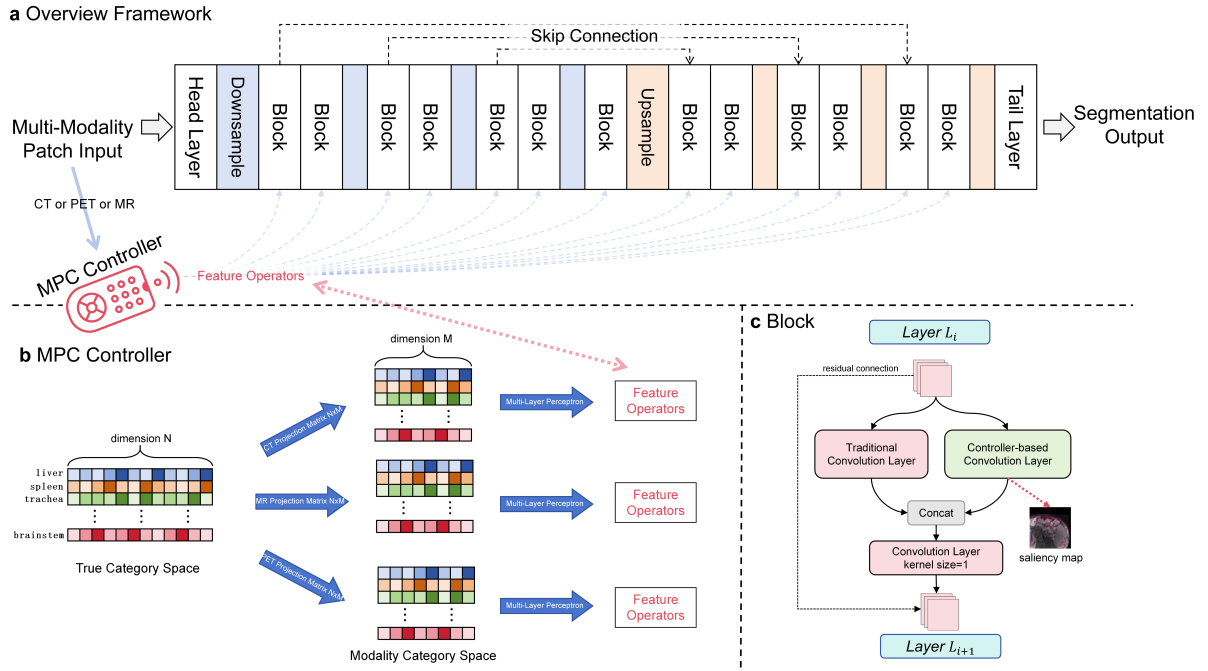 a Overview Framework
Skip Connection
Head Layer
Downsample
Block
Block
Block
Block
Block
Block
Block
Upsample
Block
Block
Block
Block
Block
Block
Tail Layer
Multi-Modality
Patch Input
Segmentation
Output
CT or PET or MR
MPC Controller
Feature Operators
b MPC Controller
dimension M
dimension N
liver
spleen
trachea
brainstem
True Category Space
CT Projection Matrix NxM
MR Projection Matrix NxM
PET Projection Matrix NxM
Multi-Layer Perceptron
Multi-Layer Perceptron
Multi-Layer Perceptron
Feature
Operators
Feature
Operators
Feature
Operators
Modality Category Space
c Block
Layer Lᵢ
residual connection
Traditional
Convolution Layer
Controller-based
Convolution Layer
Concat
saliency map
Convolution Layer
kernel size=1
Layer Lᵢ₊₁